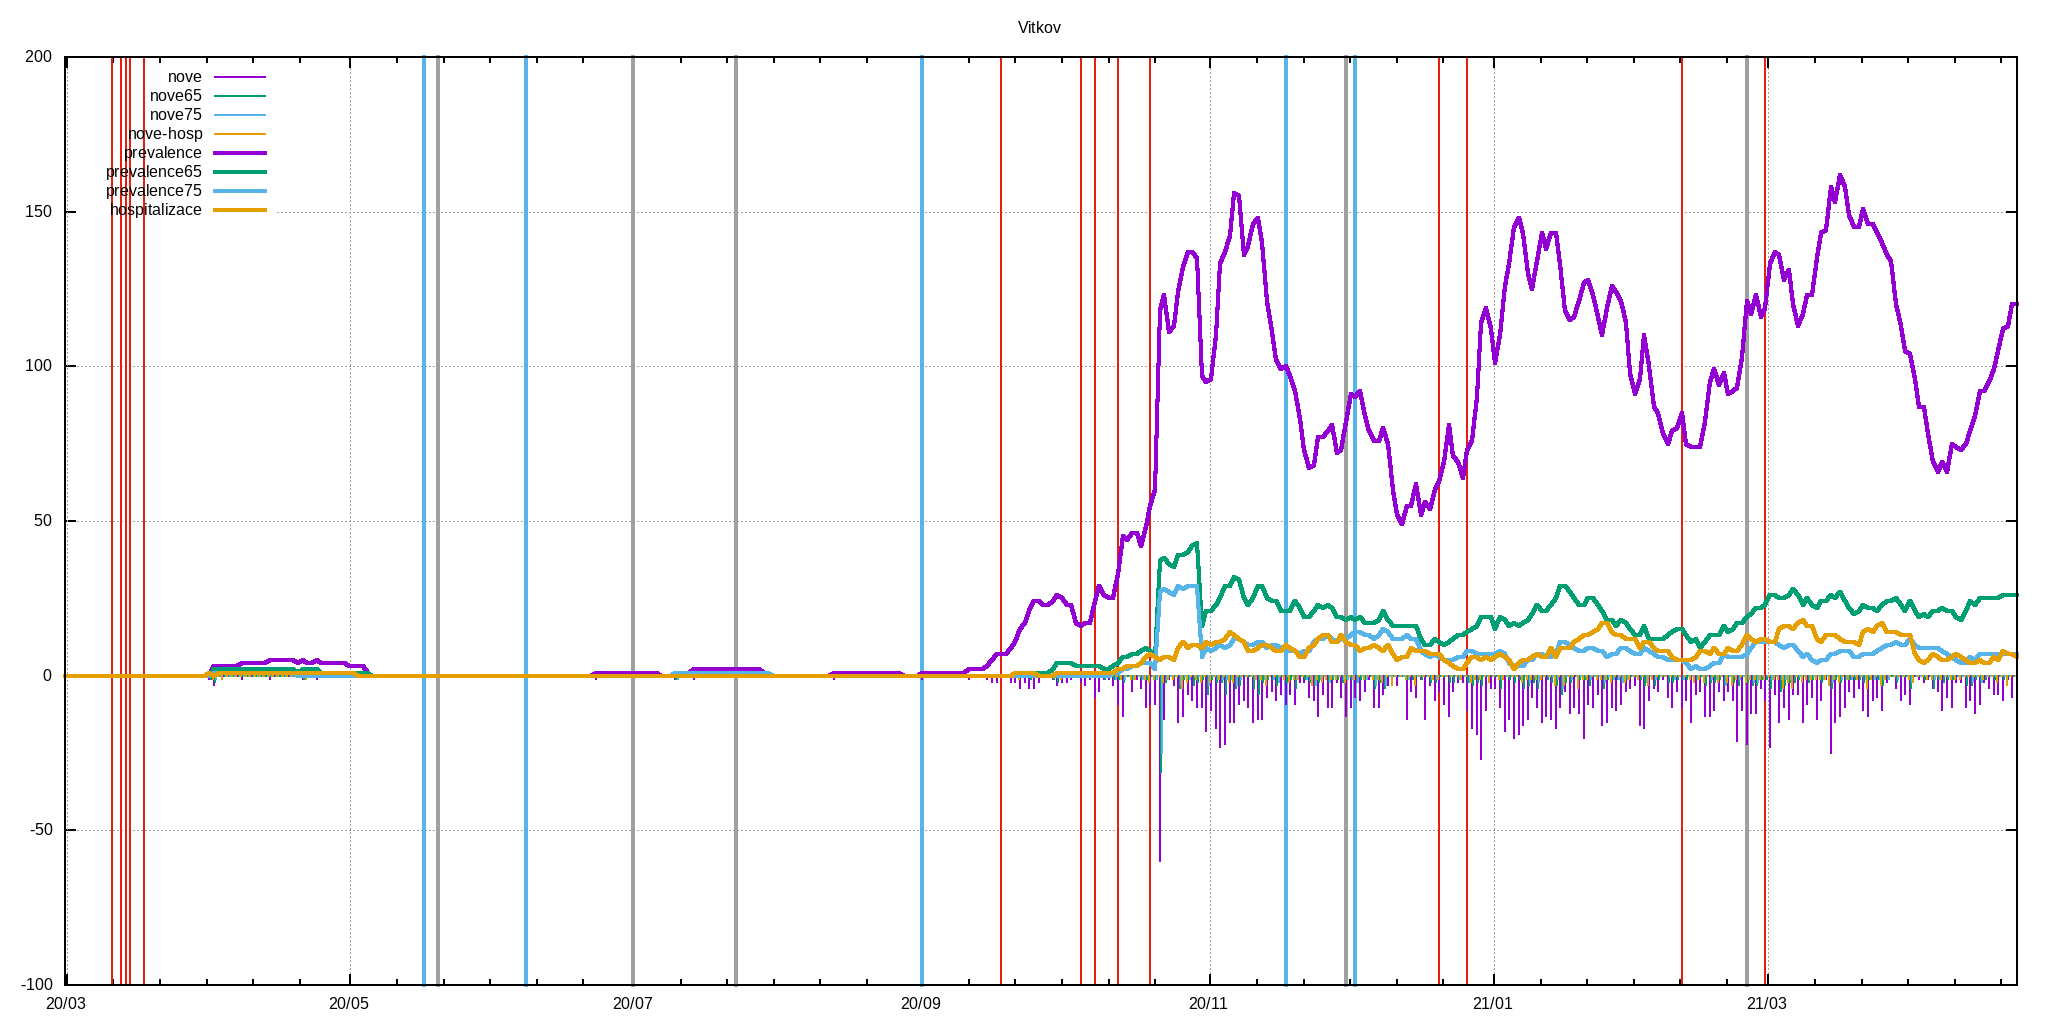 Vitkov
200
nove
nove65
nove75
nove-hosp
prevalence
prevalence65
prevalence75
hospitalizace
150
100
50
0
-50
-100
20/03 20/05 20/07 20/09 20/11 21/01 21/03